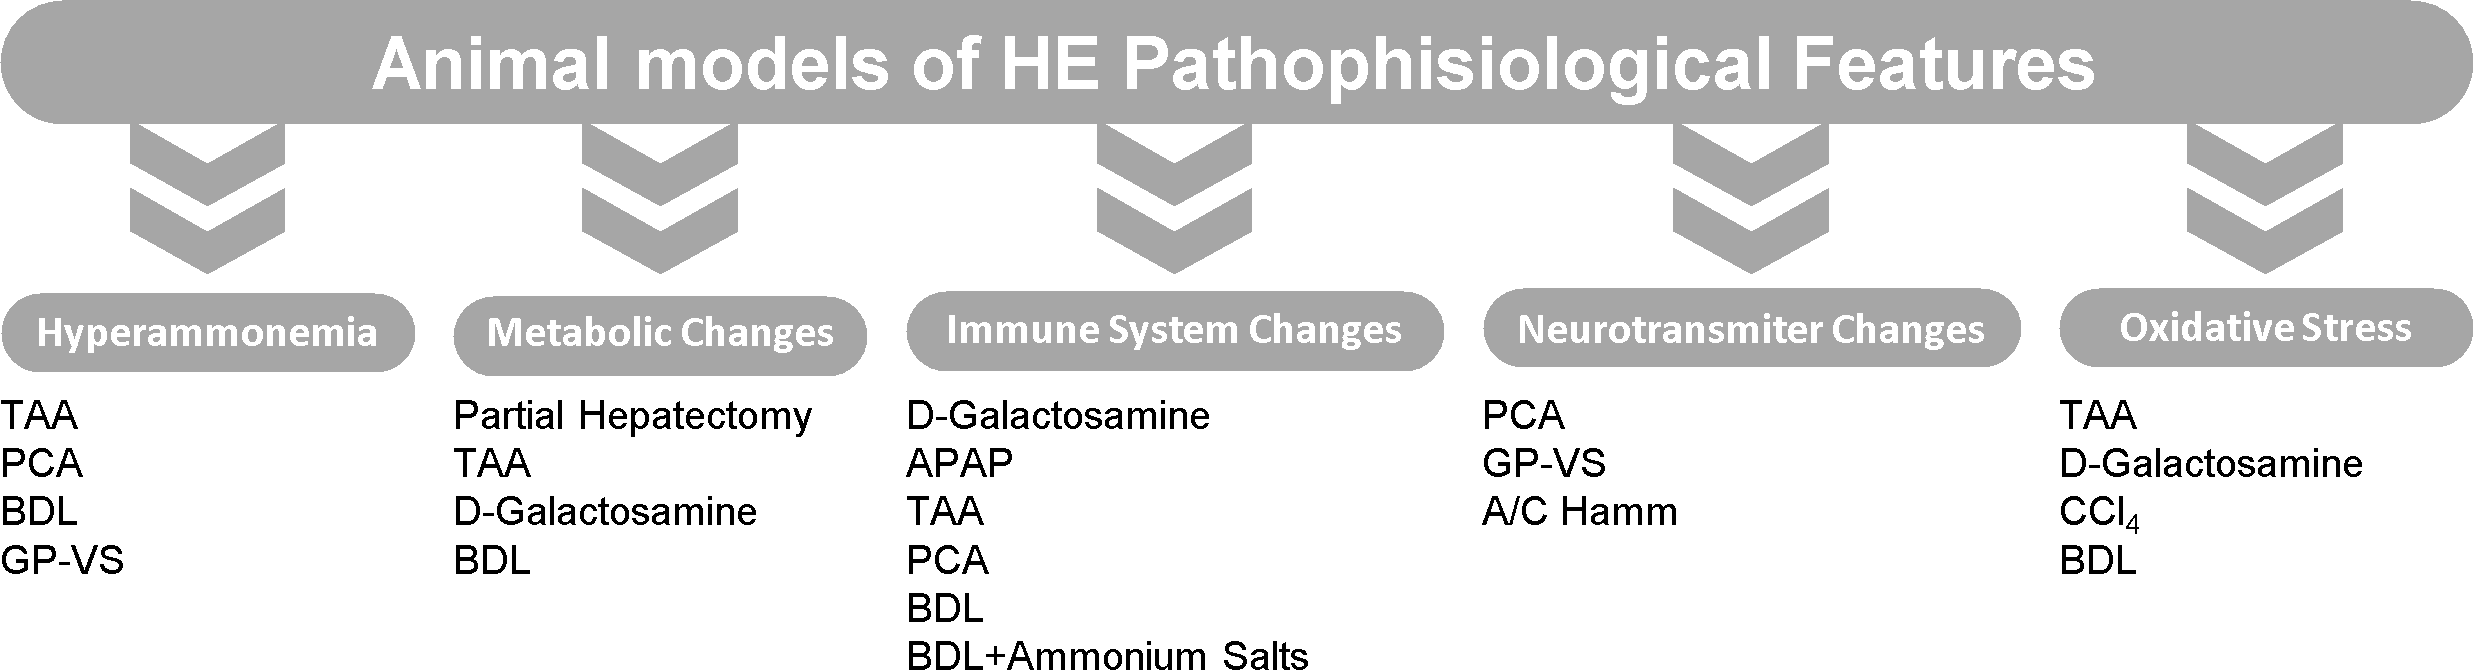 Animal models of HE Pathophisiological Features
Hyperammonemia
TAA
PCA
BDL
GP-VS
Metabolic Changes
Partial Hepatectomy
TAA
D-Galactosamine
BDL
Immune System Changes
D-Galactosamine
APAP
TAA
PCA
BDL
BDL+Ammonium Salts
Neurotransmiter Changes
PCA
GP-VS
A/C Hamm
Oxidative Stress
TAA
D-Galactosamine
CCl₄
BDL